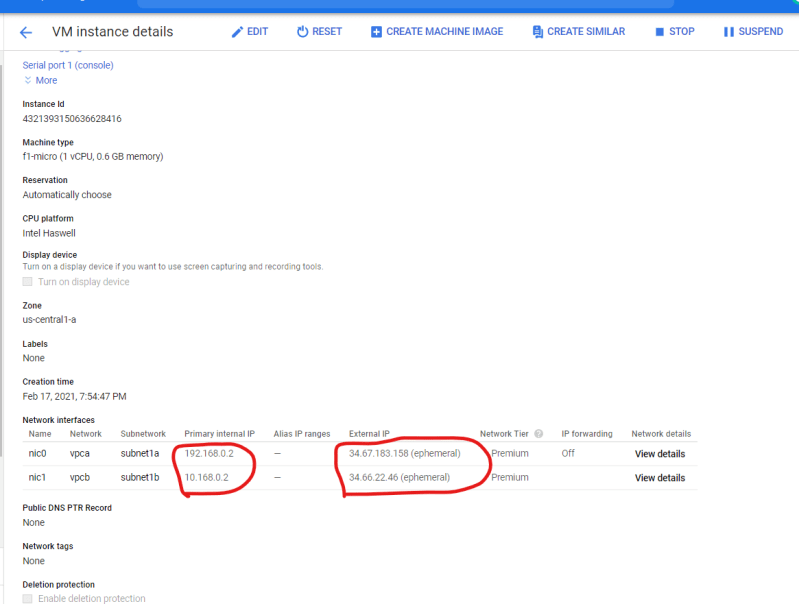 VM instance details
EDIT
RESET
CREATE MACHINE IMAGE
CREATE SIMILAR
STOP
SUSPEND
Serial port 1 (console)
More
Instance Id
4321393150636628416
Machine type
f1-micro (1 vCPU, 0.6 GB memory)
Reservation
Automatically choose
CPU platform
Intel Haswell
Display device
Turn on a display device if you want to use screen capturing and recording tools.
Turn on display device
Zone
us-central1-a
Labels
None
Creation time
Feb 17, 2021, 7:54:47 PM
Network interfaces
Name Network Subnetwork Primary internal IP Alias IP ranges External IP Network Tier IP forwarding Network details
nic0 vpca subnet1a 192.168.0.2 — 34.67.183.158 (ephemeral) Premium Off View details
nic1 vpcb subnet1b 10.168.0.2 — 34.66.22.46 (ephemeral) Premium View details
Public DNS PTR Record
None
Network tags
None
Deletion protection
Enable deletion protection